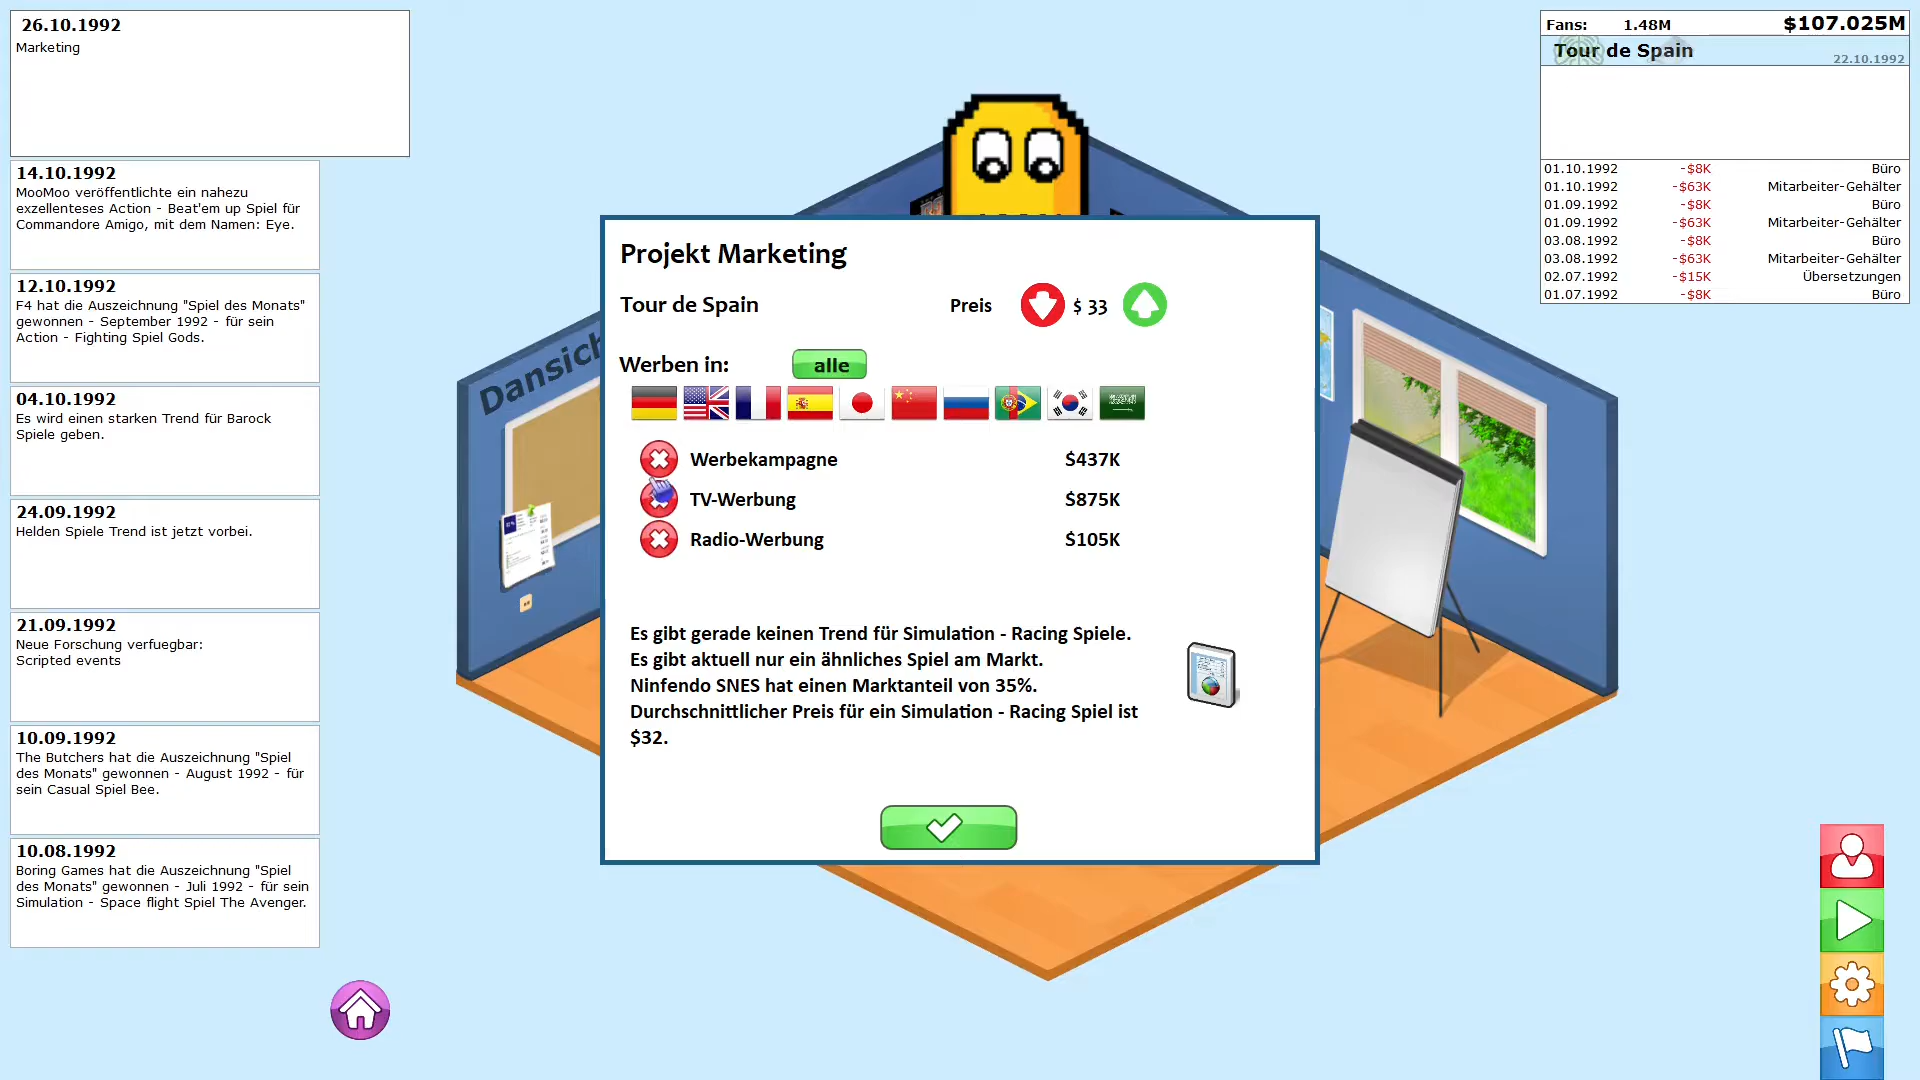 26.10.1992
Marketing
14.10.1992
MooMoo veröffentlichte ein nahezu
exzellenteses Action - Beat'em up Spiel für
Commandore Amigo, mit dem Namen: Eye.
12.10.1992
F4 hat die Auszeichnung "Spiel des Monats"
gewonnen - September 1992 - für sein
Action - Fighting Spiel Gods.
04.10.1992
Es wird einen starken Trend für Barock
Spiele geben.
24.09.1992
Helden Spiele Trend ist jetzt vorbei.
21.09.1992
Neue Forschung verfuegbar:
Scripted events
10.09.1992
The Butchers hat die Auszeichnung "Spiel
des Monats" gewonnen - August 1992 - für
sein Casual Spiel Bee.
10.08.1992
Boring Games hat die Auszeichnung "Spiel
des Monats" gewonnen - Juli 1992 - für sein
Simulation - Space flight Spiel The Avenger.
Projekt Marketing
Tour de Spain Preis $ 33
Werben in: alle
Werbekampagne $437K
TV-Werbung $875K
Radio-Werbung $105K
Es gibt gerade keinen Trend für Simulation - Racing Spiele.
Es gibt aktuell nur ein ähnliches Spiel am Markt.
Ninfendo SNES hat einen Marktanteil von 35%.
Durchschnittlicher Preis für ein Simulation - Racing Spiel ist
$32.
Fans: 1.48M $107.025M
Tour de Spain 22.10.1992
01.10.1992 -$8K Büro
01.10.1992 -$63K Mitarbeiter-Gehälter
01.09.1992 -$8K Büro
01.09.1992 -$63K Mitarbeiter-Gehälter
03.08.1992 -$8K Büro
03.08.1992 -$63K Mitarbeiter-Gehälter
02.07.1992 -$15K Übersetzungen
01.07.1992 -$8K Büro